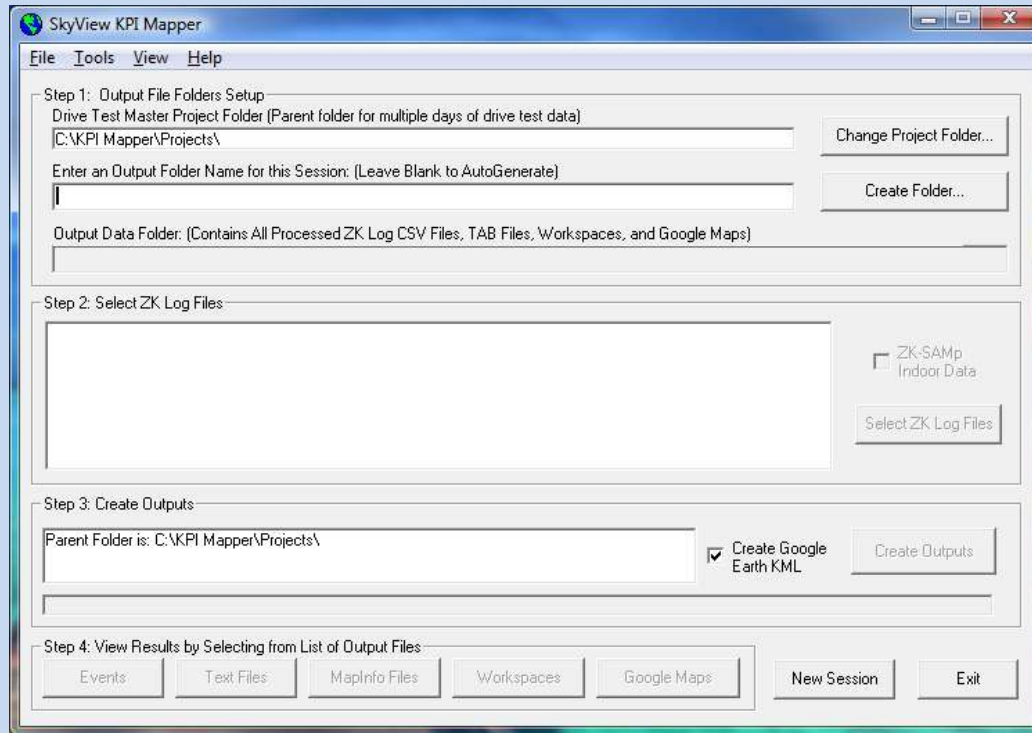 SkyView KPI Mapper
File Tools View Help
Step 1: Output File Folders Setup
Drive Test Master Project Folder (Parent folder for multiple days of drive test data)
C:\KPI Mapper\Projects\
Change Project Folder...
Enter an Output Folder Name for this Session: (Leave Blank to AutoGenerate)
Create Folder...
Output Data Folder: (Contains All Processed ZK Log CSV Files, TAB Files, Workspaces, and Google Maps)
Step 2: Select ZK Log Files
ZK-SAMp
Indoor Data
Select ZK Log Files
Step 3: Create Outputs
Parent Folder is: C:\KPI Mapper\Projects\
Create Google
Earth KML
Create Outputs
Step 4: View Results by Selecting from List of Output Files
Events Text Files MapInfo Files Workspaces Google Maps New Session Exit